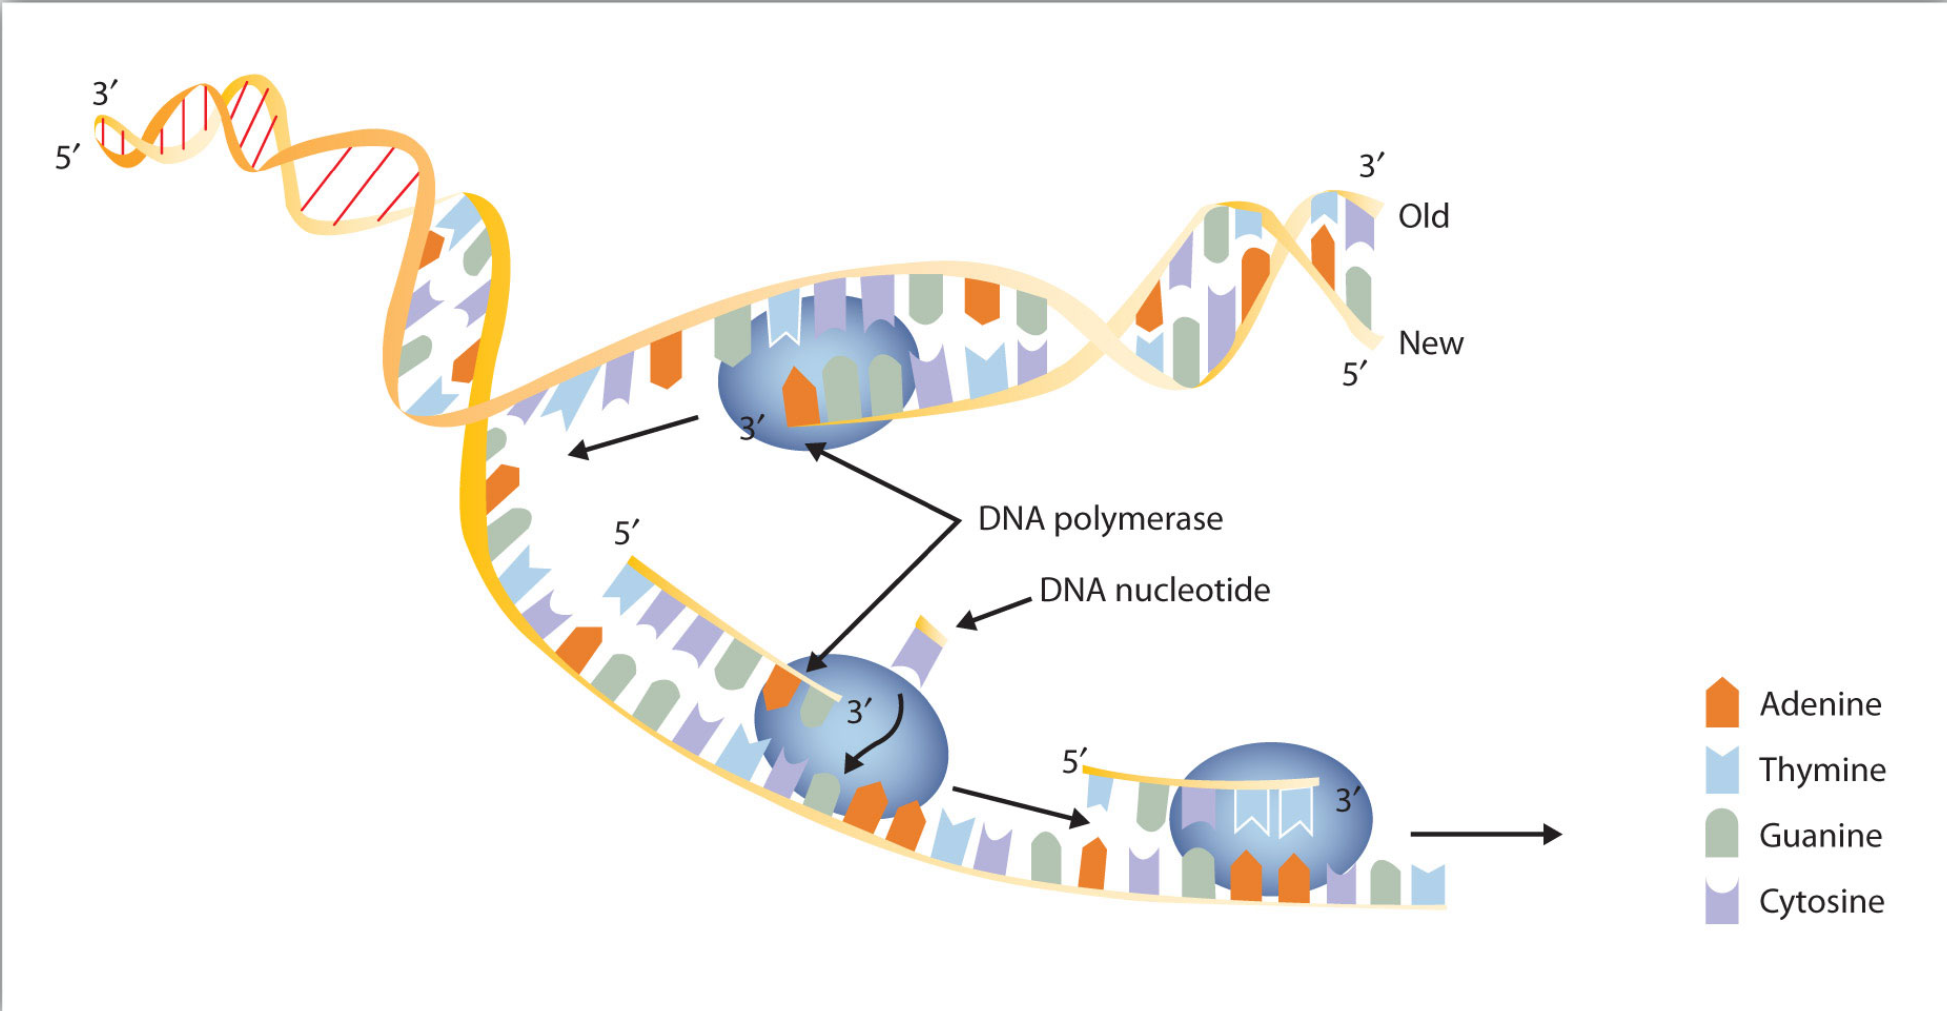 3′
5′
3′
Old
New
5′
3′
DNA polymerase
5′
DNA nucleotide
3′
5′
3′
Adenine
Thymine
Guanine
Cytosine